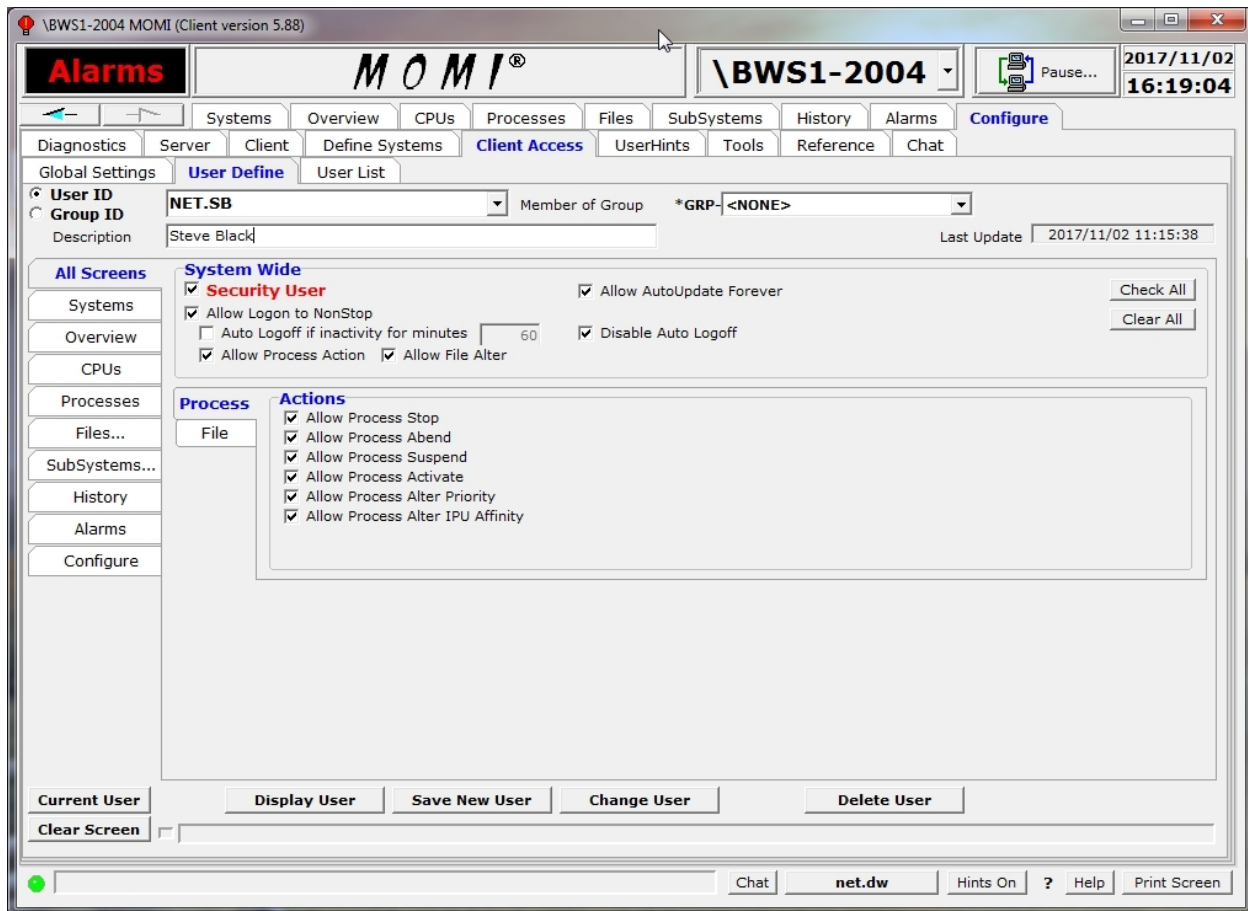 \BWS1-2004 MOMI (Client version 5.88)
Alarms
MOMI®
\BWS1-2004
Pause...
2017/11/02
16:19:04
Systems Overview CPUs Processes Files SubSystems History Alarms Configure
Diagnostics Server Client Define Systems Client Access UserHints Tools Reference Chat
Global Settings User Define User List
User ID
Group ID
NET.SB
Member of Group
*GRP-<NONE>
Description
Steve Black
Last Update 2017/11/02 11:15:38
All Screens
Systems
Overview
CPUs
Processes
Files...
SubSystems...
History
Alarms
Configure
System Wide
Security User
Allow AutoUpdate Forever
Check All
Allow Logon to NonStop
Clear All
Auto Logoff if inactivity for minutes 60
Disable Auto Logoff
Allow Process Action Allow File Alter
Process
File
Actions
Allow Process Stop
Allow Process Abend
Allow Process Suspend
Allow Process Activate
Allow Process Alter Priority
Allow Process Alter IPU Affinity
Current User Display User Save New User Change User Delete User
Clear Screen
Chat net.dw Hints On ? Help Print Screen